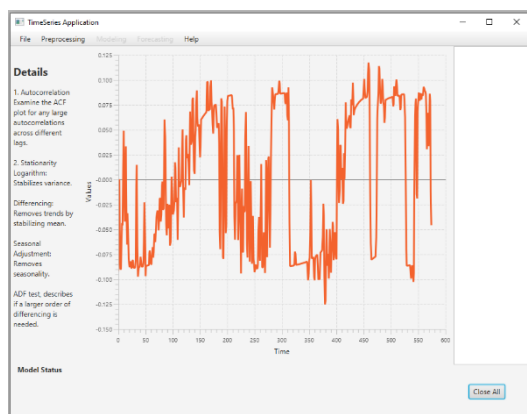 TimeSeries Application
File Preprocessing Modeling Forecasting Help
Details
1. Autocorrelation
Examine the ACF
plot for any large
autocorrelations
across different
lags.
2. Stationarity
Logarithm:
Stabilizes variance.
Differencing:
Removes trends by
stabilizing mean.
Seasonal
Adjustment:
Removes
seasonality.
ADF test, describes
if a larger order of
differencing is
needed.
Model Status
Values
0.125
0.100
0.075
0.050
0.025
-0.000
-0.025
-0.050
-0.075
-0.100
-0.125
-0.150
0 50 100 150 200 250 300 350 400 450 500 550 600
Time
Close All